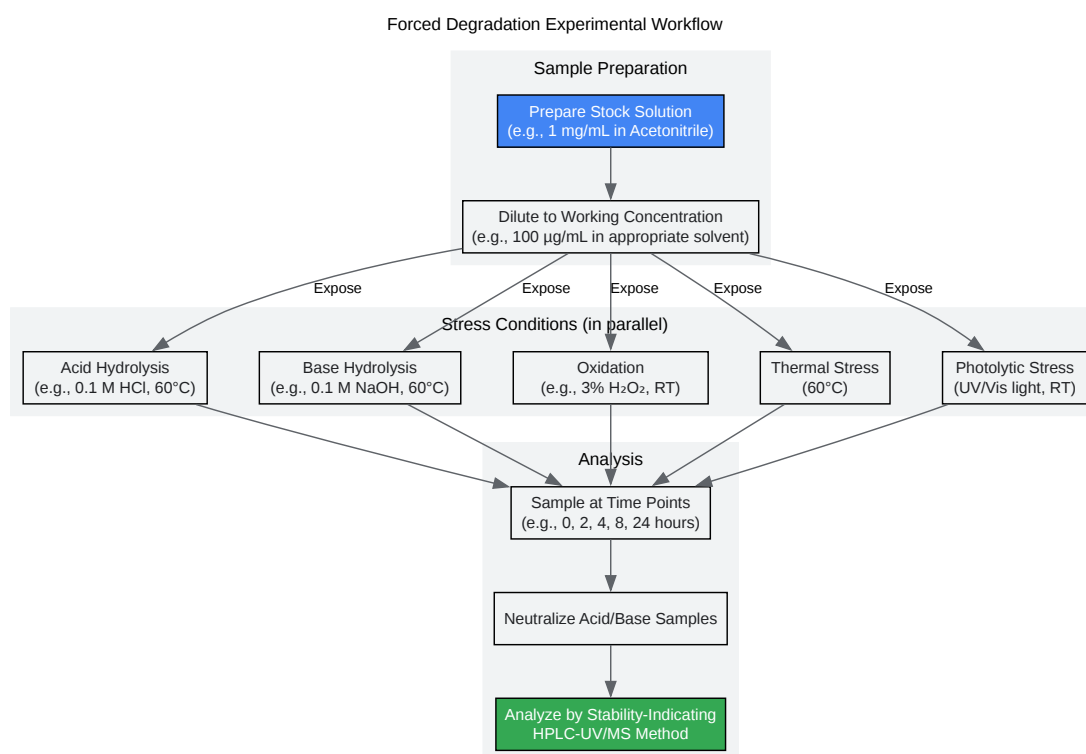 Forced Degradation Experimental Workflow
Sample Preparation
Prepare Stock Solution
(e.g., 1 mg/mL in Acetonitrile)
Dilute to Working Concentration
(e.g., 100 µg/mL in appropriate solvent)
Expose
Expose
Expose
Expose
Expose
Stress Conditions (in parallel)
Acid Hydrolysis
(e.g., 0.1 M HCl, 60°C)
Base Hydrolysis
(e.g., 0.1 M NaOH, 60°C)
Oxidation
(e.g., 3% H₂O₂, RT)
Thermal Stress
(60°C)
Photolytic Stress
(UV/Vis light, RT)
Analysis
Sample at Time Points
(e.g., 0, 2, 4, 8, 24 hours)
Neutralize Acid/Base Samples
Analyze by Stability-Indicating
HPLC-UV/MS Method